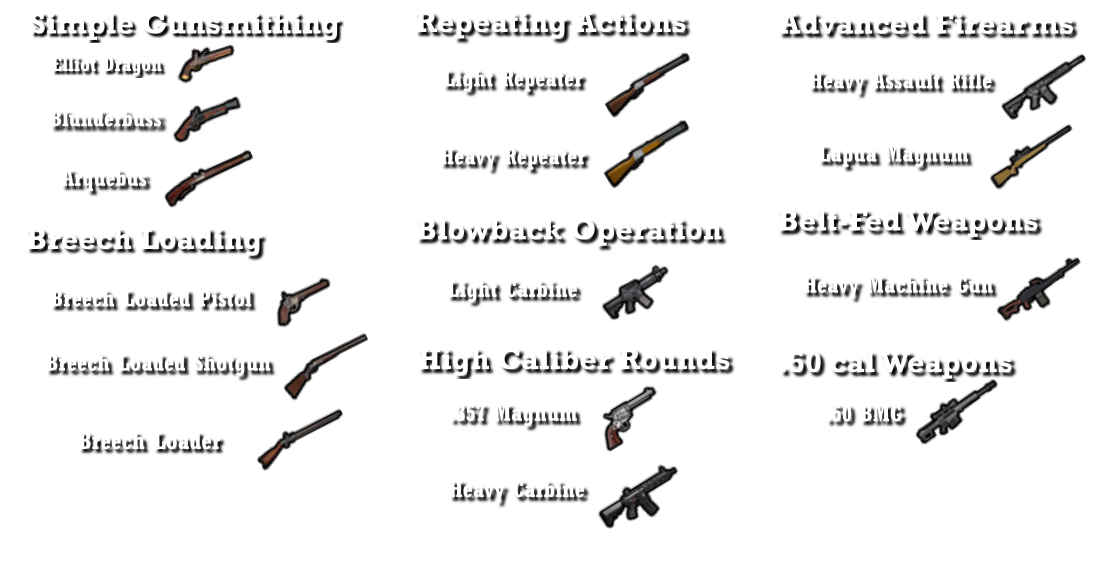 Simple Gunsmithing
Elliot Dragon
Blunderbuss
Arquebus
Breech Loading
Breech Loaded Pistol
Breech Loaded Shotgun
Breech Loader
Repeating Actions
Light Repeater
Heavy Repeater
Blowback Operation
Light Carbine
High Caliber Rounds
.357 Magnum
Heavy Carbine
Advanced Firearms
Heavy Assault Rifle
Lapua Magnum
Belt-Fed Weapons
Heavy Machine Gun
.50 cal Weapons
.50 BMG